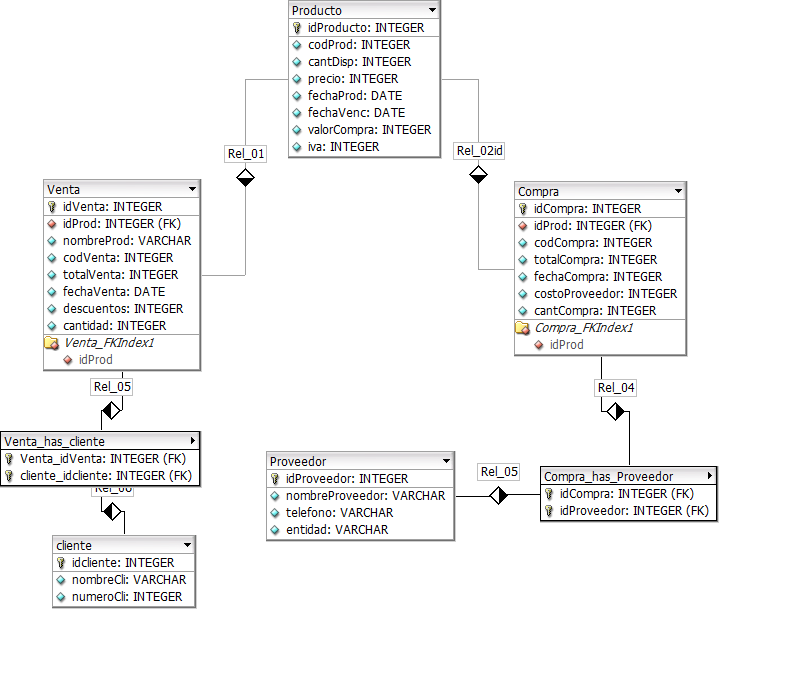 Producto
idProducto: INTEGER
codProd: INTEGER
cantDisp: INTEGER
precio: INTEGER
fechaProd: DATE
fechaVenc: DATE
valorCompra: INTEGER
iva: INTEGER
Rel_01
Rel_02id
Venta
idVenta: INTEGER
idProd: INTEGER (FK)
nombreProd: VARCHAR
codVenta: INTEGER
totalVenta: INTEGER
fechaVenta: DATE
descuentos: INTEGER
cantidad: INTEGER
Venta_FKIndex1
idProd
Compra
idCompra: INTEGER
idProd: INTEGER (FK)
codCompra: INTEGER
totalCompra: INTEGER
fechaCompra: INTEGER
costoProveedor: INTEGER
cantCompra: INTEGER
Compra_FKIndex1
idProd
Rel_05
Rel_04
Venta_has_cliente
Venta_idVenta: INTEGER (FK)
cliente_idcliente: INTEGER (FK)
Proveedor
idProveedor: INTEGER
nombreProveedor: VARCHAR
telefono: VARCHAR
entidad: VARCHAR
Rel_05
Compra_has_Proveedor
idCompra: INTEGER (FK)
idProveedor: INTEGER (FK)
cliente
idcliente: INTEGER
nombreCli: VARCHAR
numeroCli: INTEGER